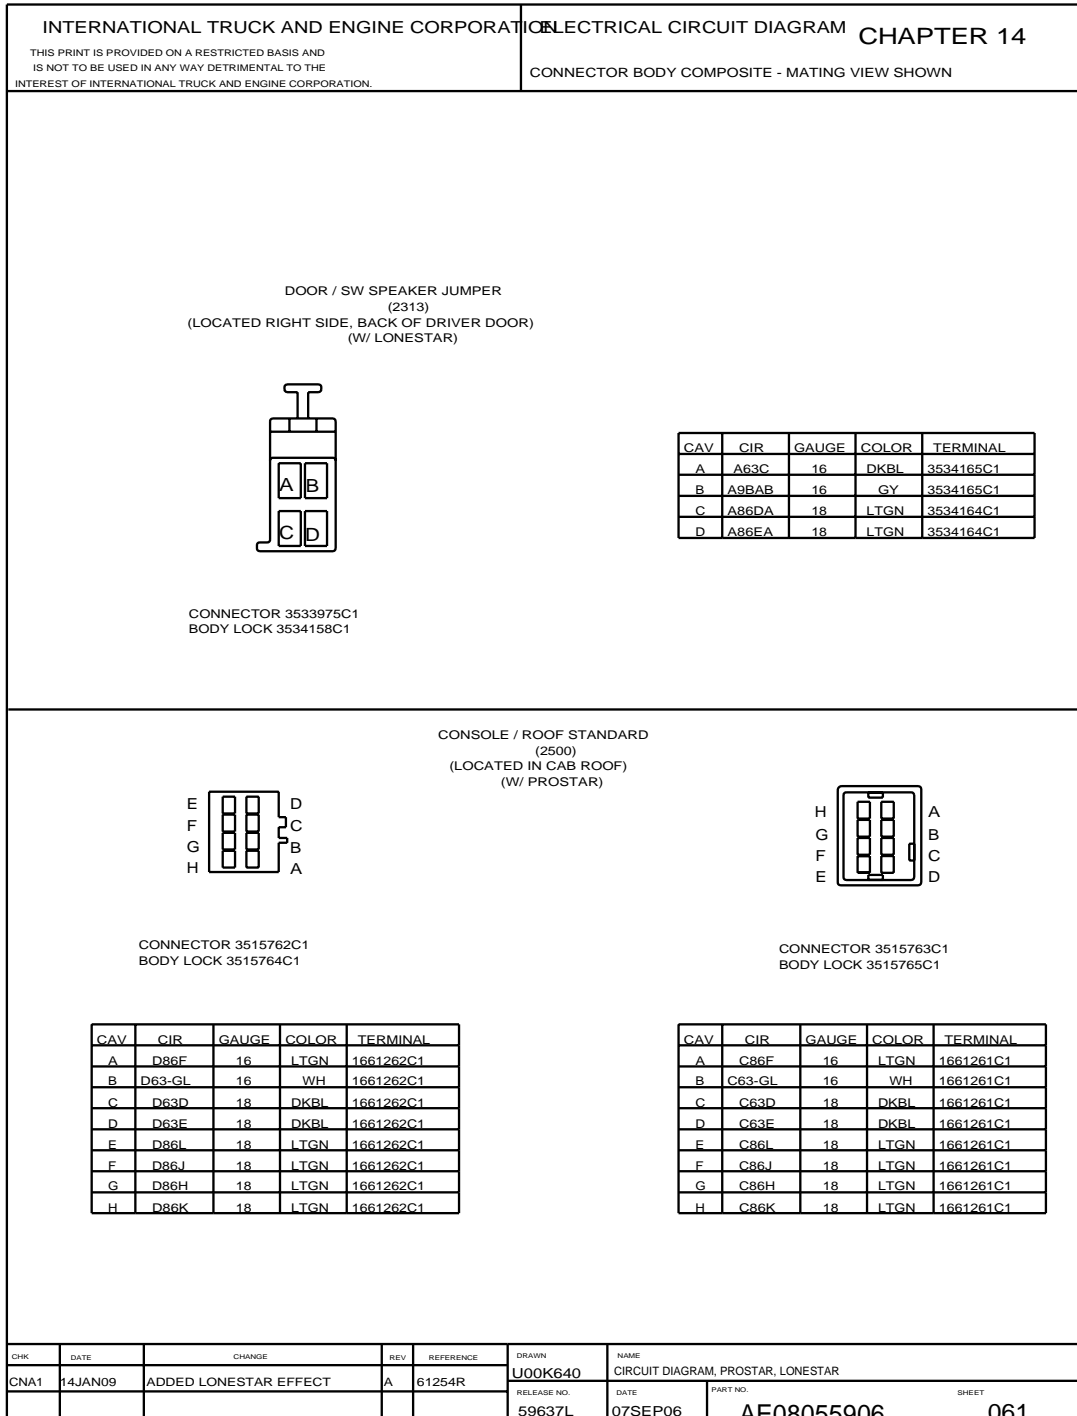 INTERNATIONAL TRUCK AND ENGINE CORPORATION
THIS PRINT IS PROVIDED ON A RESTRICTED BASIS AND
IS NOT TO BE USED IN ANY WAY DETRIMENTAL TO THE
INTEREST OF INTERNATIONAL TRUCK AND ENGINE CORPORATION.
ELECTRICAL CIRCUIT DIAGRAM CHAPTER 14
CONNECTOR BODY COMPOSITE - MATING VIEW SHOWN
DOOR / SW SPEAKER JUMPER
(2313)
(LOCATED RIGHT SIDE, BACK OF DRIVER DOOR)
(W/ LONESTAR)
A B
C D
CONNECTOR 3533975C1
BODY LOCK 3534158C1
CAV CIR GAUGE COLOR TERMINAL
A A63C 16 DKBL 3534165C1
B A9BAB 16 GY 3534165C1
C A86DA 18 LTGN 3534164C1
D A86EA 18 LTGN 3534164C1
CONSOLE / ROOF STANDARD
(2500)
(LOCATED IN CAB ROOF)
(W/ PROSTAR)
E D
F C
G B
H A
CONNECTOR 3515762C1
BODY LOCK 3515764C1
H A
G B
F C
E D
CONNECTOR 3515763C1
BODY LOCK 3515765C1
CAV CIR GAUGE COLOR TERMINAL
A D86F 16 LTGN 1661262C1
B D63-GL 16 WH 1661262C1
C D63D 18 DKBL 1661262C1
D D63E 18 DKBL 1661262C1
E D86L 18 LTGN 1661262C1
F D86J 18 LTGN 1661262C1
G D86H 18 LTGN 1661262C1
H D86K 18 LTGN 1661262C1
CAV CIR GAUGE COLOR TERMINAL
A C86F 16 LTGN 1661261C1
B C63-GL 16 WH 1661261C1
C C63D 18 DKBL 1661261C1
D C63E 18 DKBL 1661261C1
E C86L 18 LTGN 1661261C1
F C86J 18 LTGN 1661261C1
G C86H 18 LTGN 1661261C1
H C86K 18 LTGN 1661261C1
CHK DATE CHANGE REV REFERENCE
CNA1 14JAN09 ADDED LONESTAR EFFECT A 61254R
DRAWN
U00K640
NAME
CIRCUIT DIAGRAM, PROSTAR, LONESTAR
RELEASE NO.
59637L
DATE
07SEP06
PART NO.
AE08055906
SHEET
061